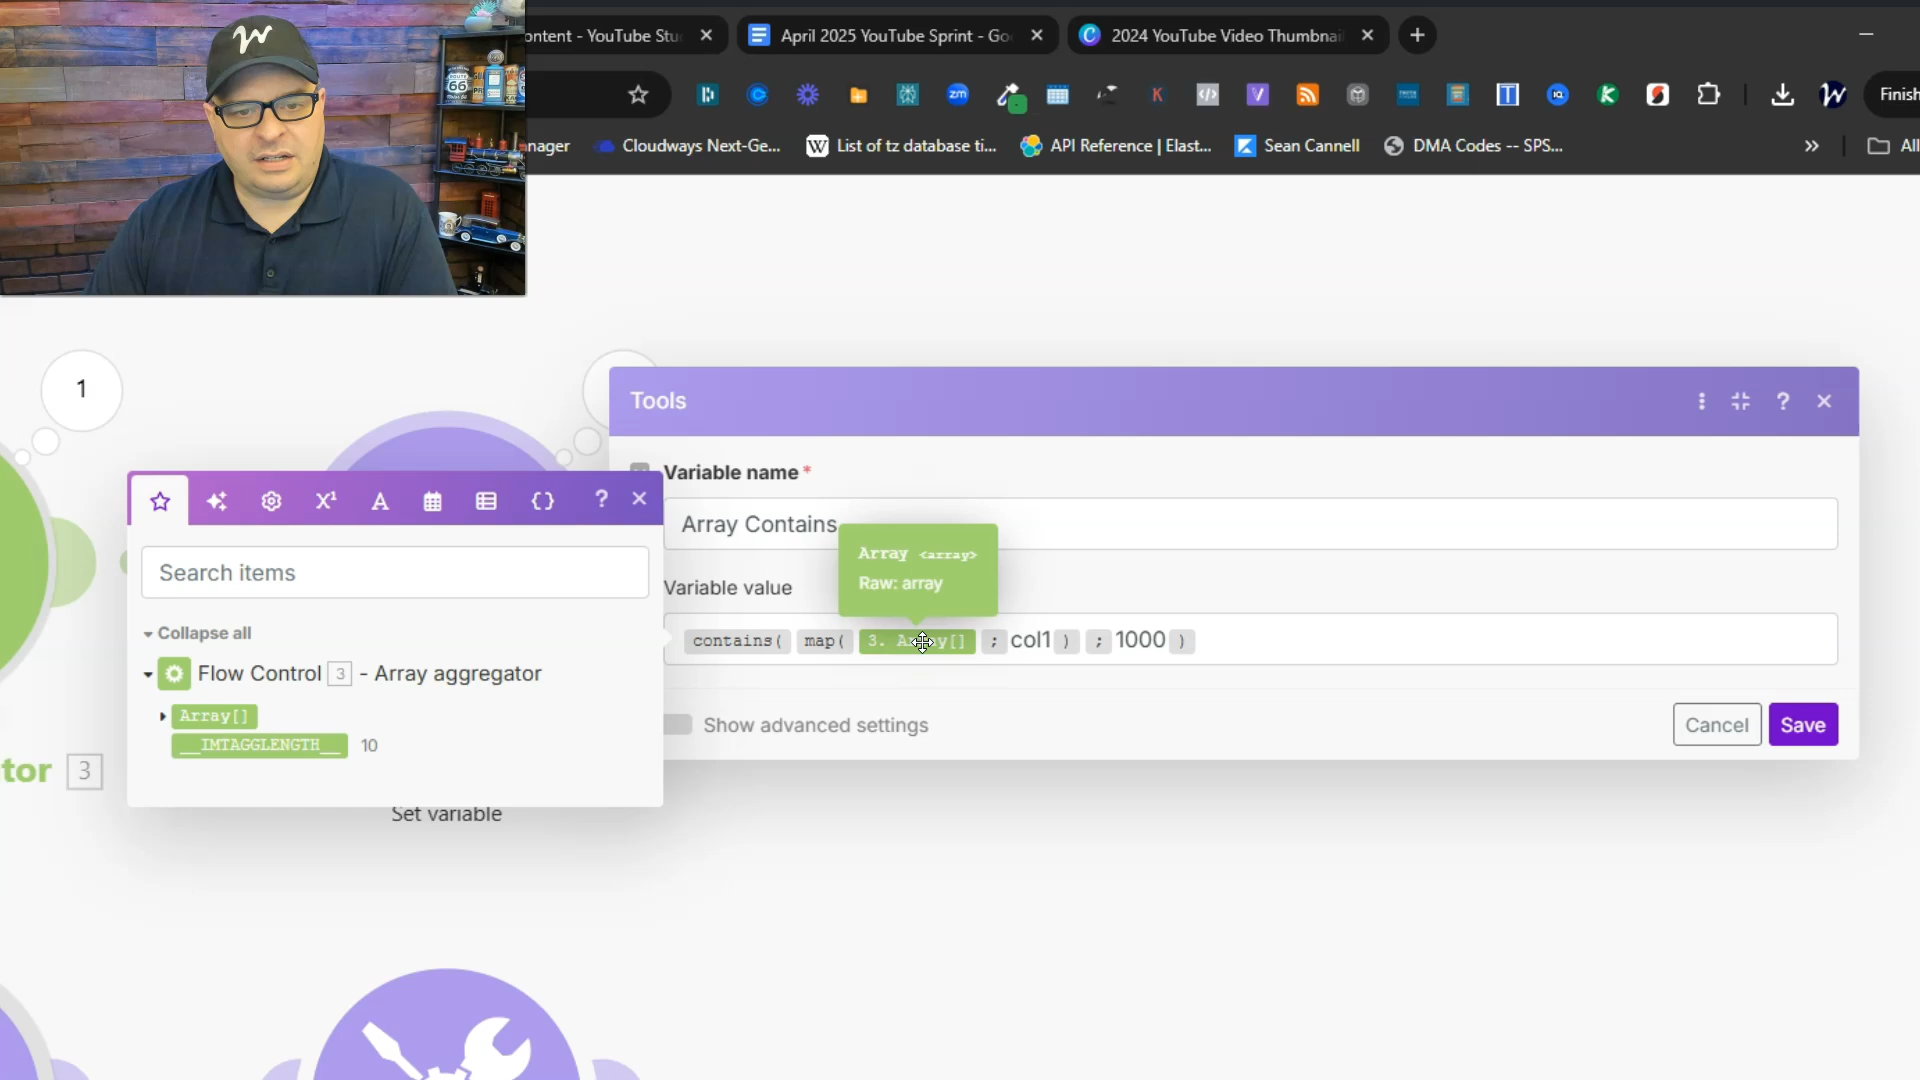 ontent - YouTube Stu
April 2025 YouTube Sprint - Go
2024 YouTube Video Thumbnai
Finish
nager
Cloudways Next-Ge...
List of tz database ti...
API Reference | Elast...
Sean Cannell
DMA Codes -- SPS...
All
ROUTE
66
1
Tools
Variable name *
Array Contains
Array <array>
Raw: array
Variable value
contains( map( 3. Array[] ; col1 ) ; 1000 )
Show advanced settings
Cancel
Save
Search items
Collapse all
Flow Control 3 - Array aggregator
Array[]
__IMTAGGLENGTH__ 10
tor 3
Set variable